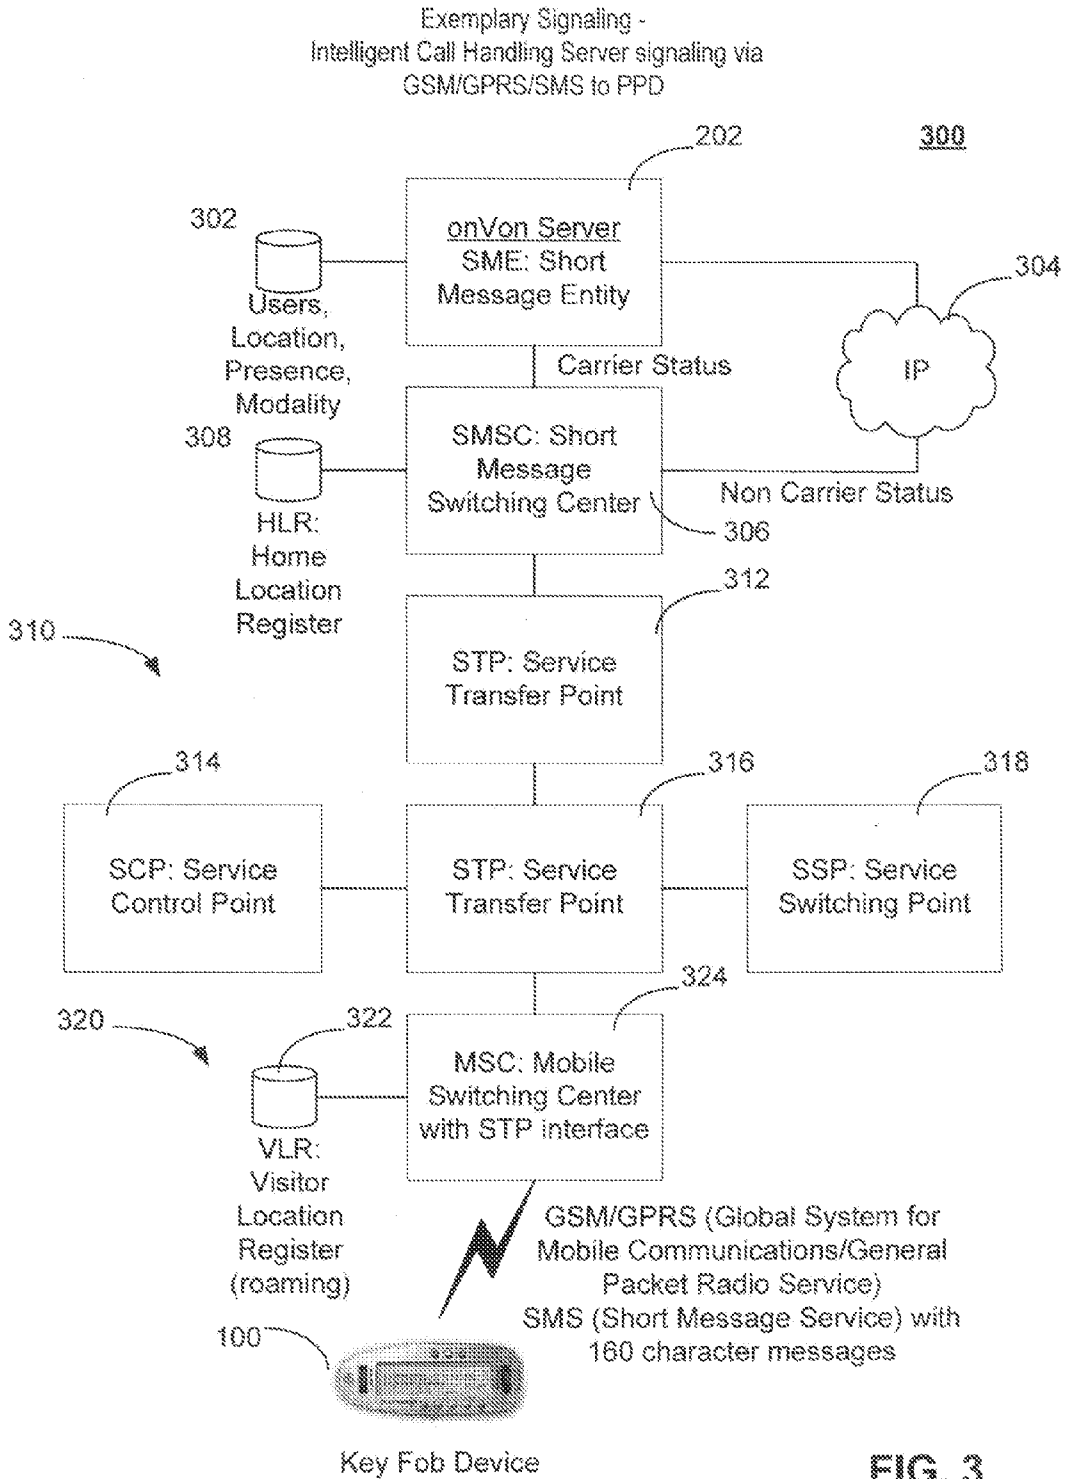 Exemplary Signaling -
Intelligent Call Handling Server signaling via
GSM/GPRS/SMS to PPD
300
202
onVon Server
SME: Short
Message Entity
302
Users,
Location,
Presence,
Modality
304
IP
Carrier Status
308
HLR:
Home
Location
Register
SMSC: Short
Message
Switching Center
Non Carrier Status
306
310
312
STP: Service
Transfer Point
314
SCP: Service
Control Point
316
STP: Service
Transfer Point
318
SSP: Service
Switching Point
320
322
VLR:
Visitor
Location
Register
(roaming)
324
MSC: Mobile
Switching Center
with STP interface
GSM/GPRS (Global System for
Mobile Communications/General
Packet Radio Service)
SMS (Short Message Service) with
160 character messages
100
Key Fob Device
FIG. 3